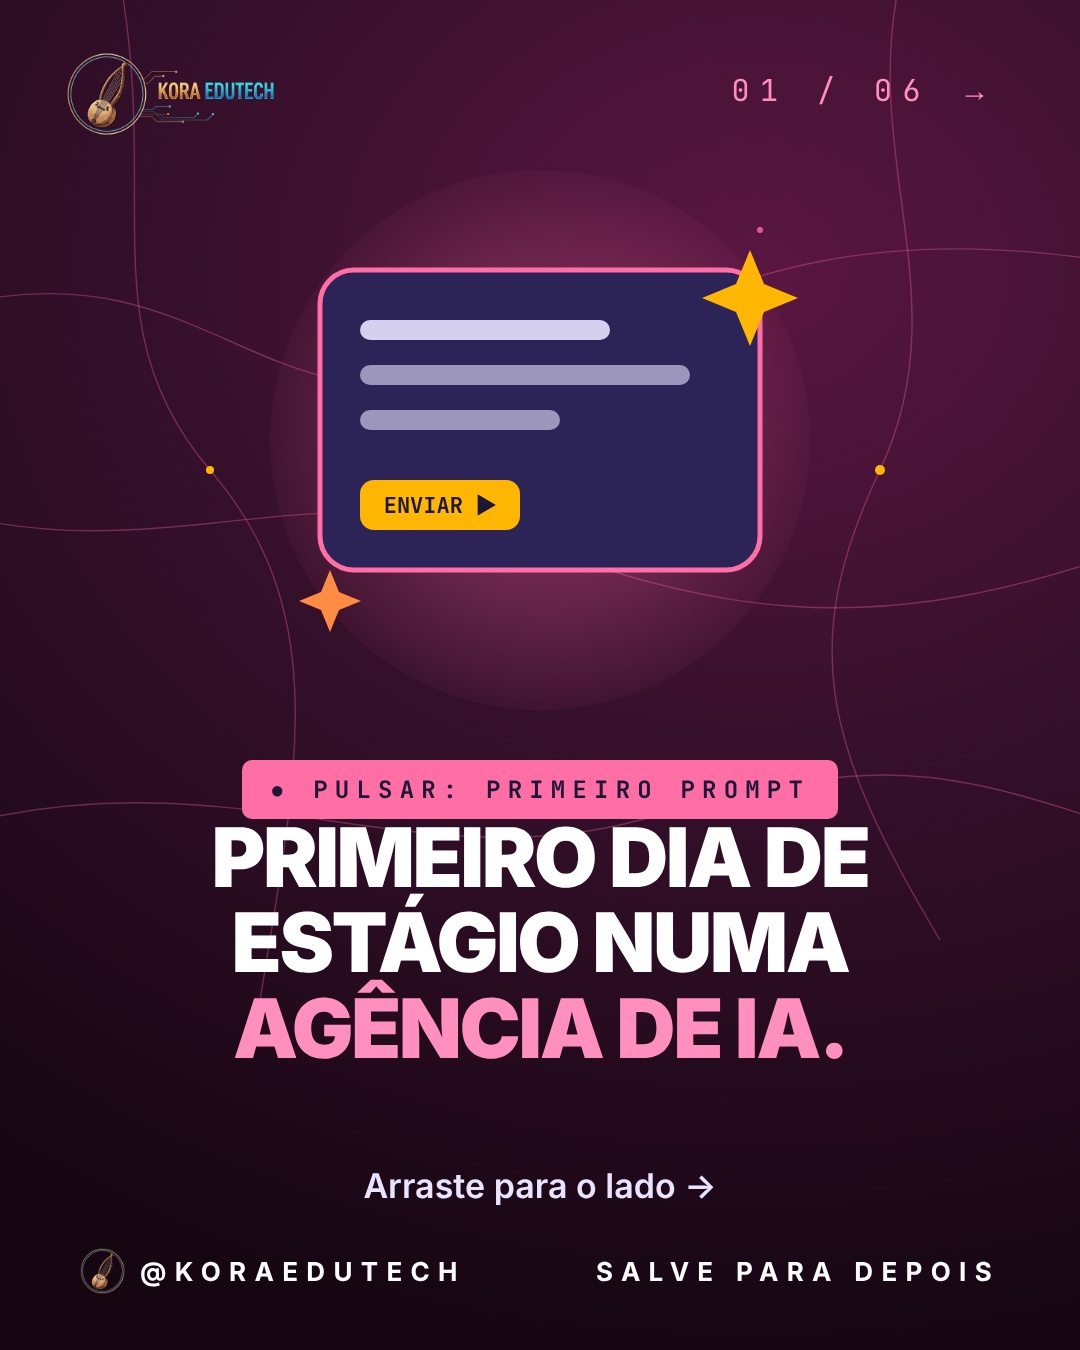 KORA EDUTECH
01 / 06 →
ENVIAR ▶
• PULSAR: PRIMEIRO PROMPT
PRIMEIRO DIA DE
ESTÁGIO NUMA
AGÊNCIA DE IA.
Arraste para o lado →
@KORAEDUTECH
SALVE PARA DEPOIS